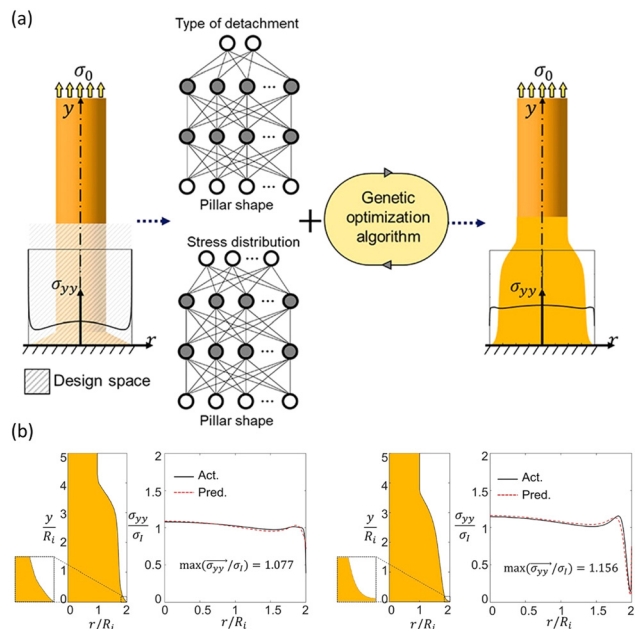 (a)
Type of detachment
σ₀
y
Pillar shape
+
Genetic
optimization
algorithm
Stress distribution
σyy
r
Design space
Pillar shape
σ₀
y
σyy
r
(b)
5
4
3
2
1
0
y/Rᵢ
0 1 2
r/Rᵢ
2
1.5
1
0.5
0
σyy/σI
Act.
Pred.
max(σyy/σI) = 1.077
0 0.5 1 1.5 2
r/Rᵢ
5
4
3
2
1
0
y/Rᵢ
0 1 2
r/Rᵢ
2
1.5
1
0.5
0
σyy/σI
Act.
Pred.
max(σyy/σI) = 1.156
0 0.5 1 1.5 2
r/Rᵢ